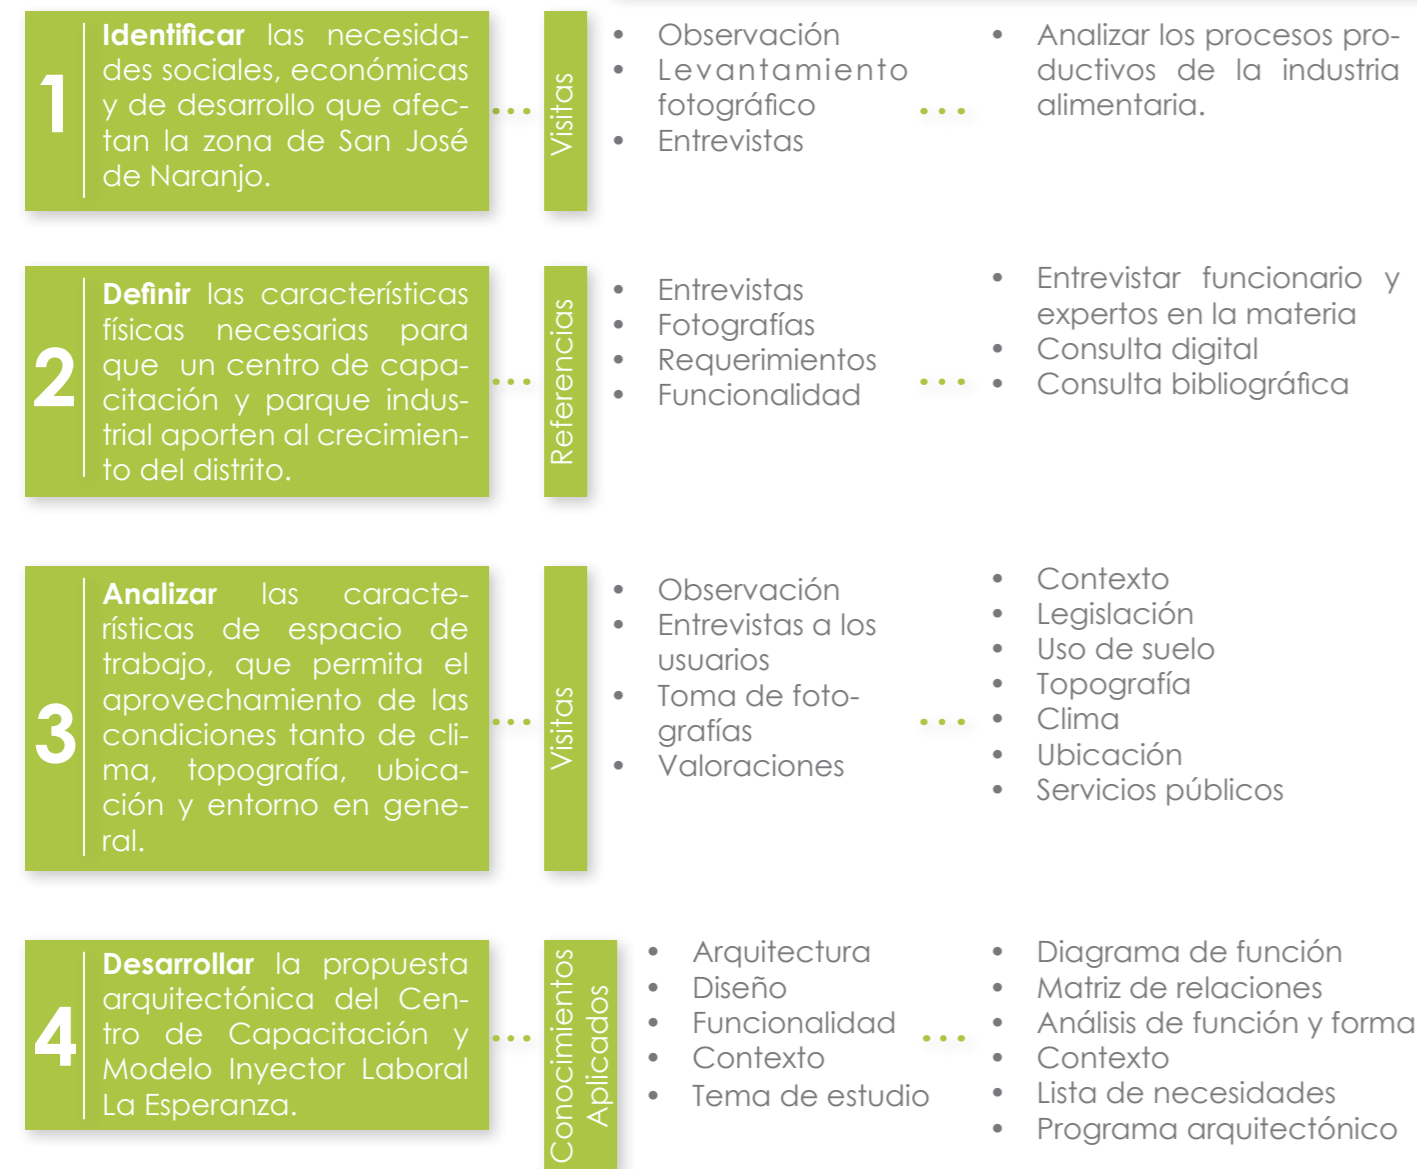 1
Identificar las necesida-
des sociales, económicas
y de desarrollo que afec-
tan la zona de San José
de Naranjo.
...
Visitas
• Observación
• Levantamiento
fotográfico
• Entrevistas
...
• Analizar los procesos pro-
ductivos de la industria
alimentaria.
2
Definir las características
físicas necesarias para
que un centro de capa-
citación y parque indus-
trial aporten al crecimien-
to del distrito.
...
Referencias
• Entrevistas
• Fotografías
• Requerimientos
• Funcionalidad
...
• Entrevistar funcionario y
expertos en la materia
• Consulta digital
• Consulta bibliográfica
3
Analizar las caracte-
rísticas de espacio de
trabajo, que permita el
aprovechamiento de las
condiciones tanto de cli-
ma, topografía, ubica-
ción y entorno en gene-
ral.
...
Visitas
• Observación
• Entrevistas a los
usuarios
• Toma de foto-
grafías
• Valoraciones
...
• Contexto
• Legislación
• Uso de suelo
• Topografía
• Clima
• Ubicación
• Servicios públicos
4
Desarrollar la propuesta
arquitectónica del Cen-
tro de Capacitación y
Modelo Inyector Laboral
La Esperanza.
...
Conocimientos
Aplicados
• Arquitectura
• Diseño
• Funcionalidad
• Contexto
• Tema de estudio
...
• Diagrama de función
• Matriz de relaciones
• Análisis de función y forma
• Contexto
• Lista de necesidades
• Programa arquitectónico